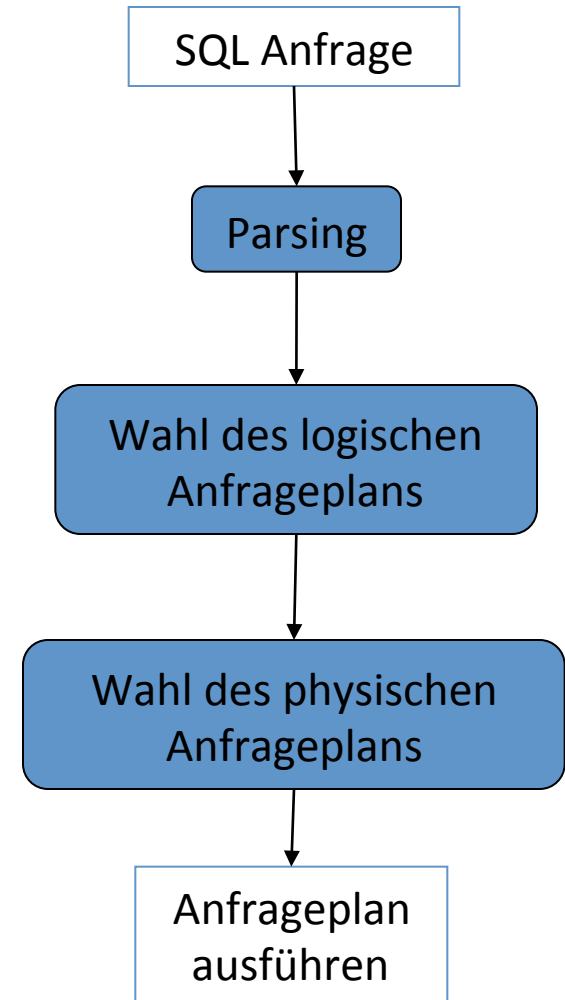 SQL Anfrage
Parsing
Wahl des logischen
Anfrageplans
Wahl des physischen
Anfrageplans
Anfrageplan
ausführen